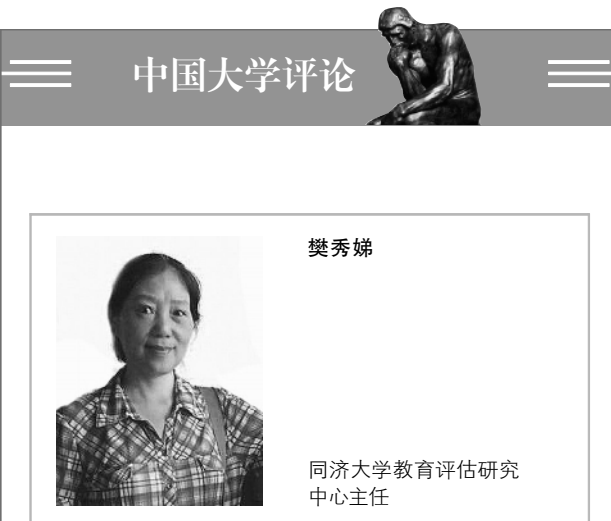 中国大学评论
樊秀娣
同济大学教育评估研究
中心主任